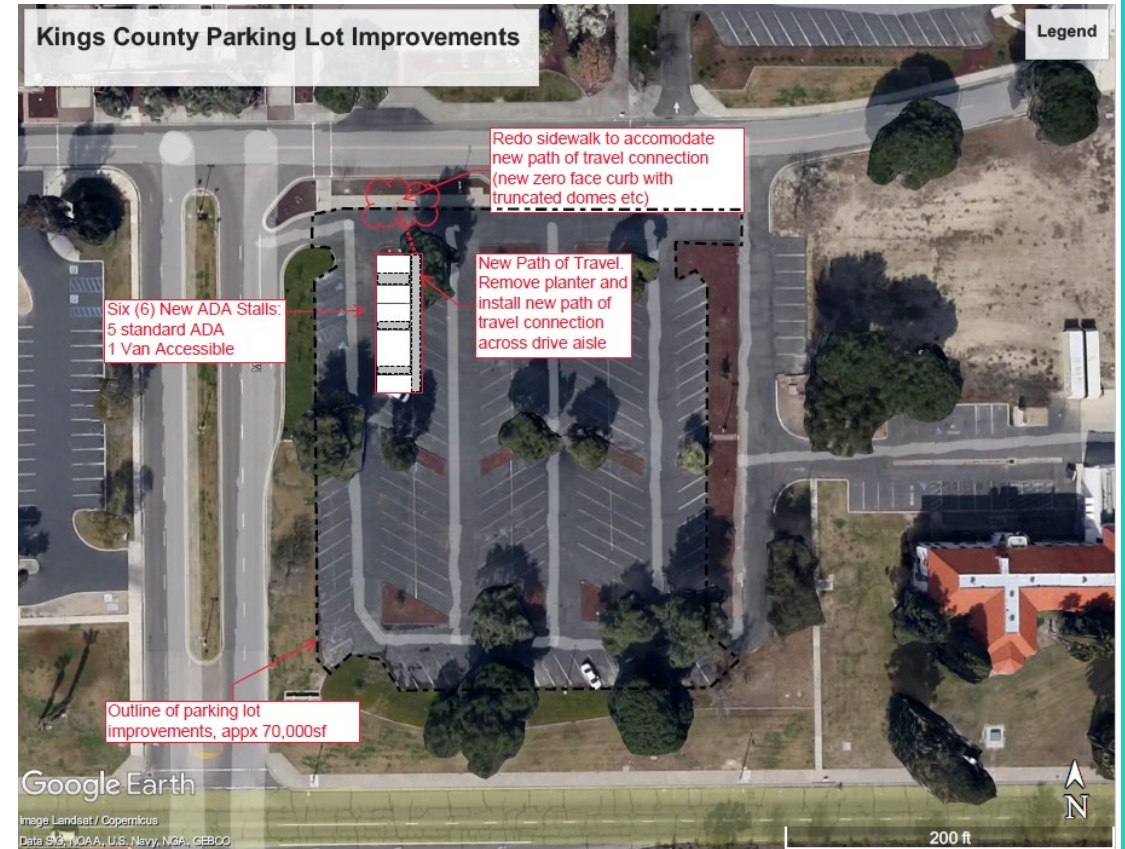 Kings County Parking Lot Improvements
Legend
Redo sidewalk to accomodate
new path of travel connection
(new zero face curb with
truncated domes etc)
New Path of Travel.
Remove planter and
install new path of
travel connection
across drive aisle
Six (6) New ADA Stalls:
5 standard ADA
1 Van Accessible
Outline of parking lot
improvements, appx 70,000sf
Google Earth
Image Landsat / Copernicus
Data SIO, NOAA, U.S. Navy, NGA, GEBCO
N
200 ft